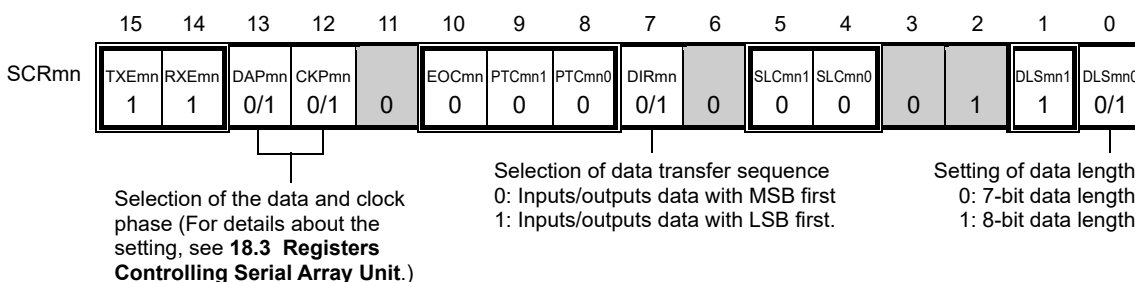 15 14 13 12 11 10 9 8 7 6 5 4 3 2 1 0
SCRmn
TXEmn RXEmn DAPmn CKPmn EOCmn PTCmn1 PTCmn0 DIRmn SLCmn1 SLCmn0 DLSmn1 DLSmn0
1 1 0/1 0/1 0 0 0 0 0/1 0 0 0 0 1 1 0/1
Selection of the data and clock
phase (For details about the
setting, see 18.3 Registers
Controlling Serial Array Unit.)
Selection of data transfer sequence
0: Inputs/outputs data with MSB first
1: Inputs/outputs data with LSB first.
Setting of data length
0: 7-bit data length
1: 8-bit data length